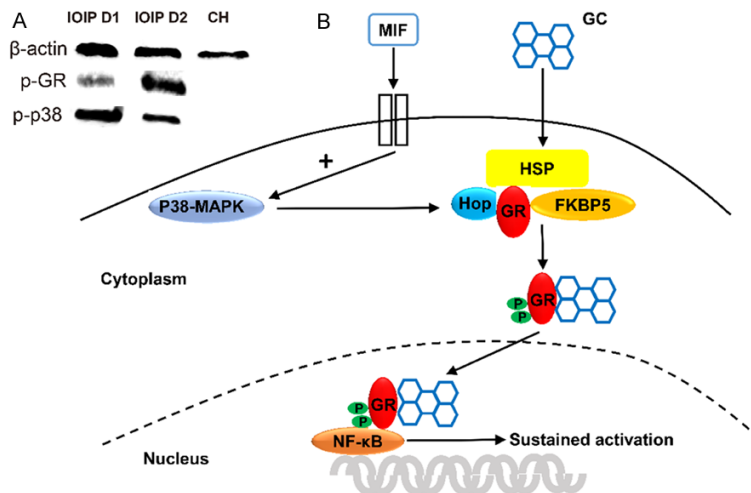 A
IOIP D1 IOIP D2 CH
β-actin
p-GR
p-p38
B
MIF
GC
+
HSP
P38-MAPK
Hop
GR
FKBP5
Cytoplasm
P
P
GR
P
P
GR
NF-κB
Sustained activation
Nucleus